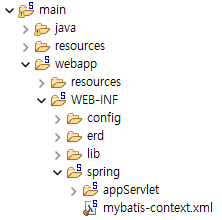 main
java
resources
webapp
resources
WEB-INF
config
erd
lib
spring
appServlet
mybatis-context.xml